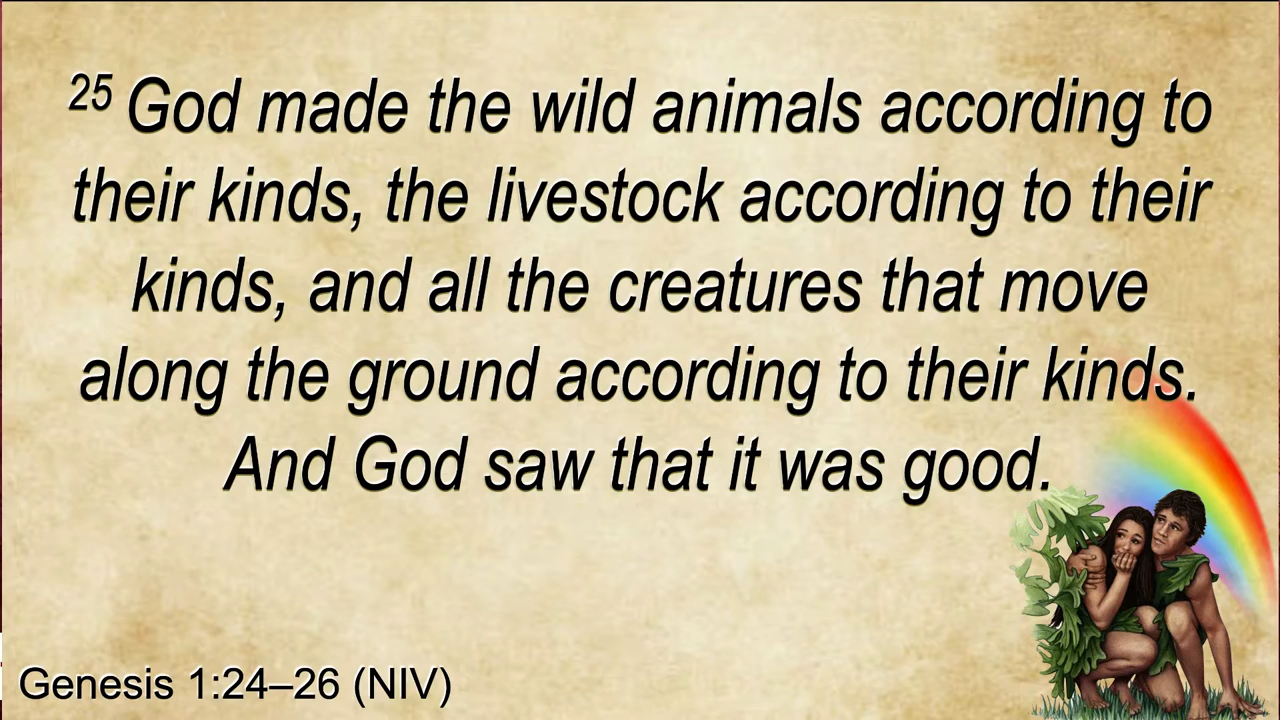 25 God made the wild animals according to
their kinds, the livestock according to their
kinds, and all the creatures that move
along the ground according to their kinds.
And God saw that it was good.
Genesis 1:24–26 (NIV)